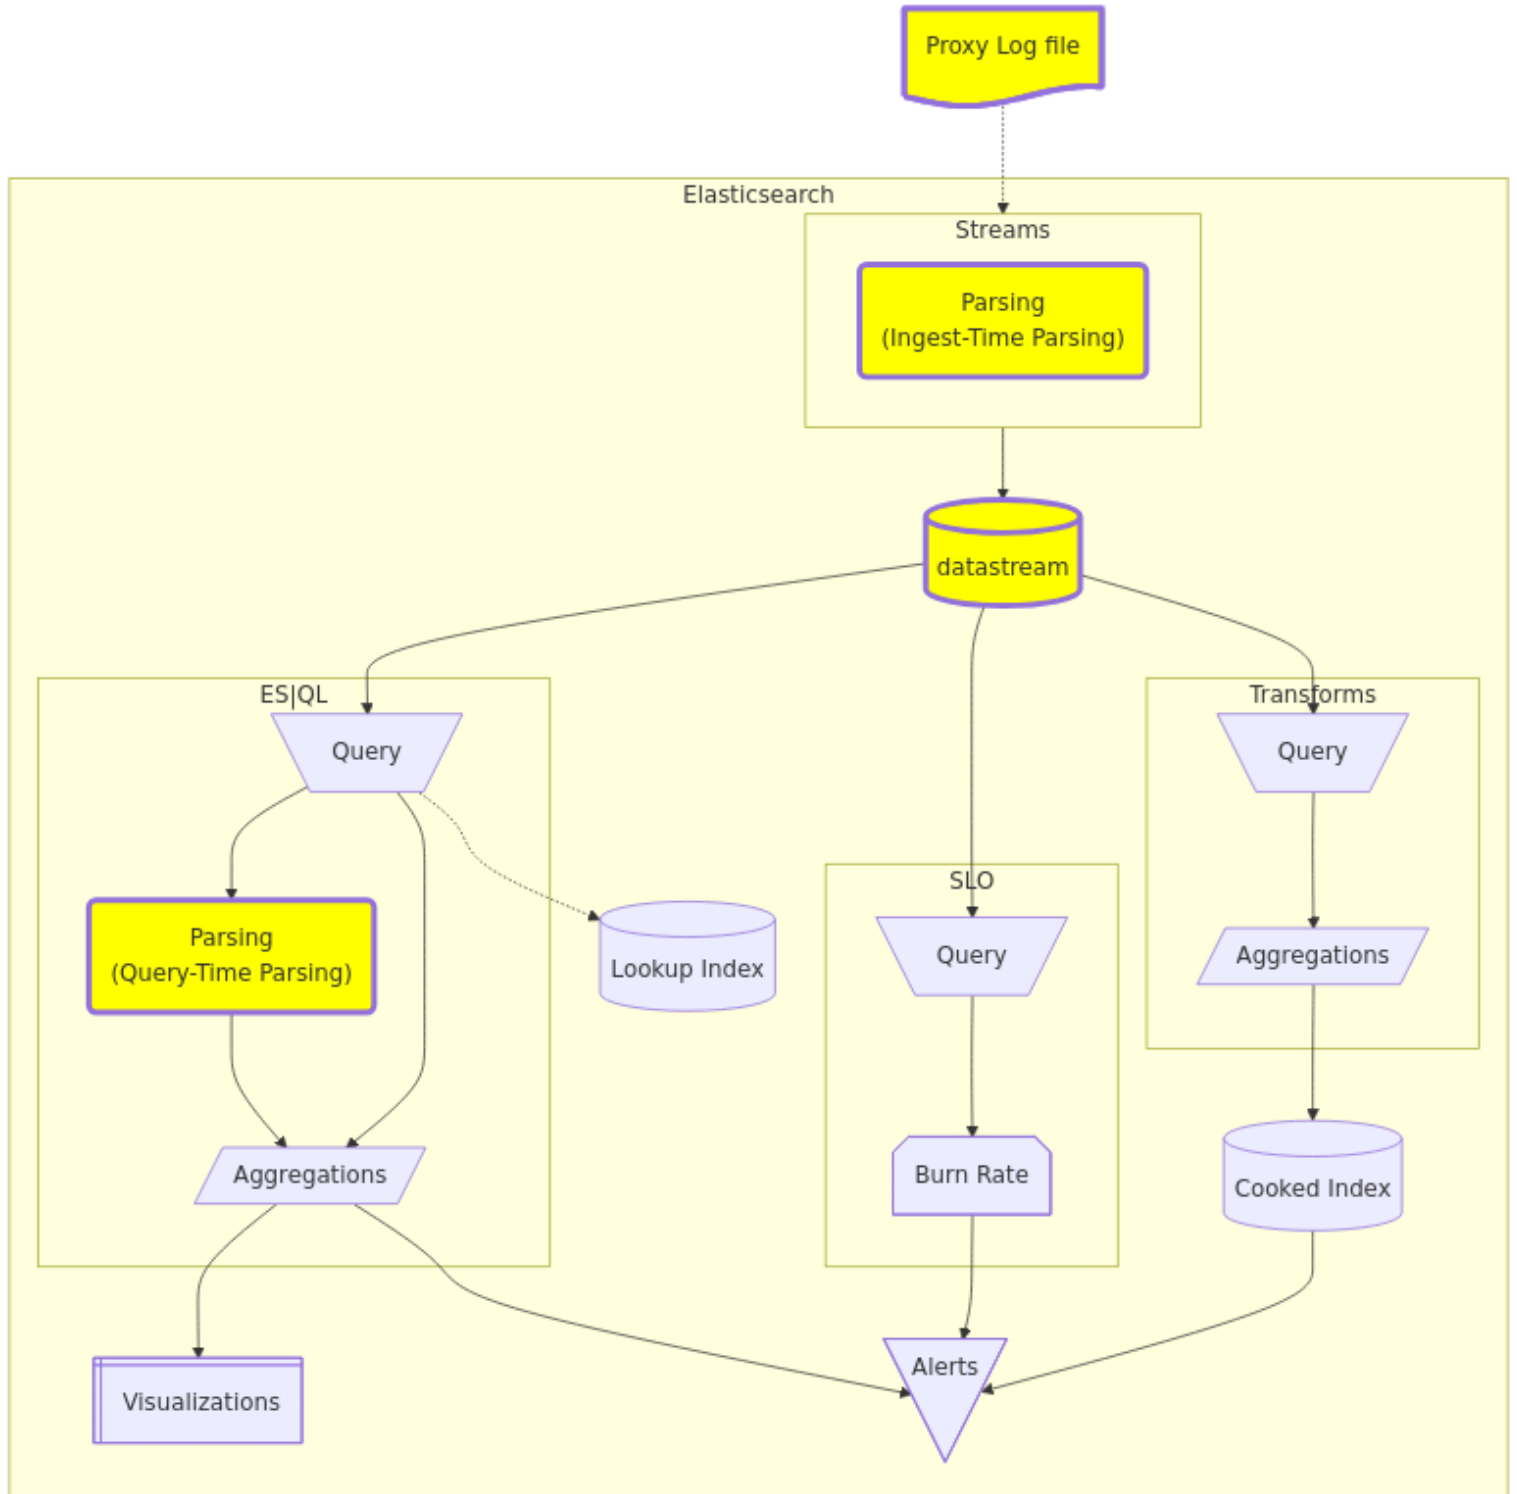 Proxy Log file
Elasticsearch
Streams
Parsing
(Ingest-Time Parsing)
datastream
ES|QL
Query
Transforms
Query
SLO
Query
Parsing
(Query-Time Parsing)
Lookup Index
Aggregations
Aggregations
Burn Rate
Cooked Index
Visualizations
Alerts